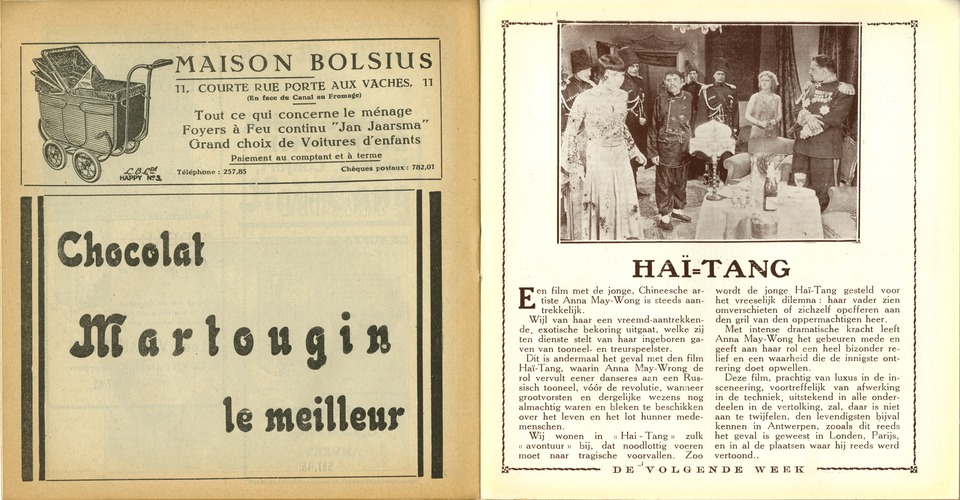 MAISON BOLSIUS
11, COURTE RUE PORTE AUX VACHES, 11
(En face du Canal au Fromage)
Tout ce qui concerne le ménage
Foyers à Feu continu "Jan Jaarsma"
Grand choix de Voitures d'enfants
Paiement au comptant et à terme
Téléphone : 257.85 Chèques postaux : 782.01
HAPPY No 3
Chocolat
Martougin
le meilleur
HAÏ=TANG
Een film met de jonge, Chineesche ar-
tiste Anna May-Wong is steeds aan-
trekkelijk.
Wijl van haar een vreemd-aantrekken-
de, exotische bekoring uitgaat, welke zij
ten dienste stelt van haar ingeboren ga-
ven van tooneel- en treurspeelster.
Dit is andermaal het geval met den film
Haï-Tang, waarin Anna May-Wrong de
rol vervult eener danseres aan een Rus-
sisch tooneel, vóór de revolutie, wanneer
grootvorsten en dergelijke wezens nog
almachtig waren en bleken te beschikken
over het leven en het lot hunner mede-
menschen.
Wij wonen in « Hai-Tang » zulk
« avontuur » bij, dat noodlottig voeren
moet naar tragische voorvallen. Zoo
wordt de jonge Haï-Tang gesteld voor
het vreeselijk dilemma : haar vader zien
omverschieten of zichzelf opofferen aan
den gril van den oppermachtigen heer.
Met intense dramatische kracht leeft
Anna May-Wong het gebeuren mede en
geeft aan haar rol een heel bizonder re-
lief en een waarheid die de innigste ont-
roering doet opwellen.
Deze film, prachtig van luxus in de in-
sceneering, voortreffelijk van afwerking
in de techniek, uitstekend in alle onder-
deelen in de vertolking, zal, daar is niet
aan te twijfelen, den levendigsten bijval
kennen in Antwerpen, zooals dit reeds
het geval is geweest in Londen, Parijs,
en in al de plaatsen waar hij reeds werd
vertoond..
DE VOLGENDE WEEK